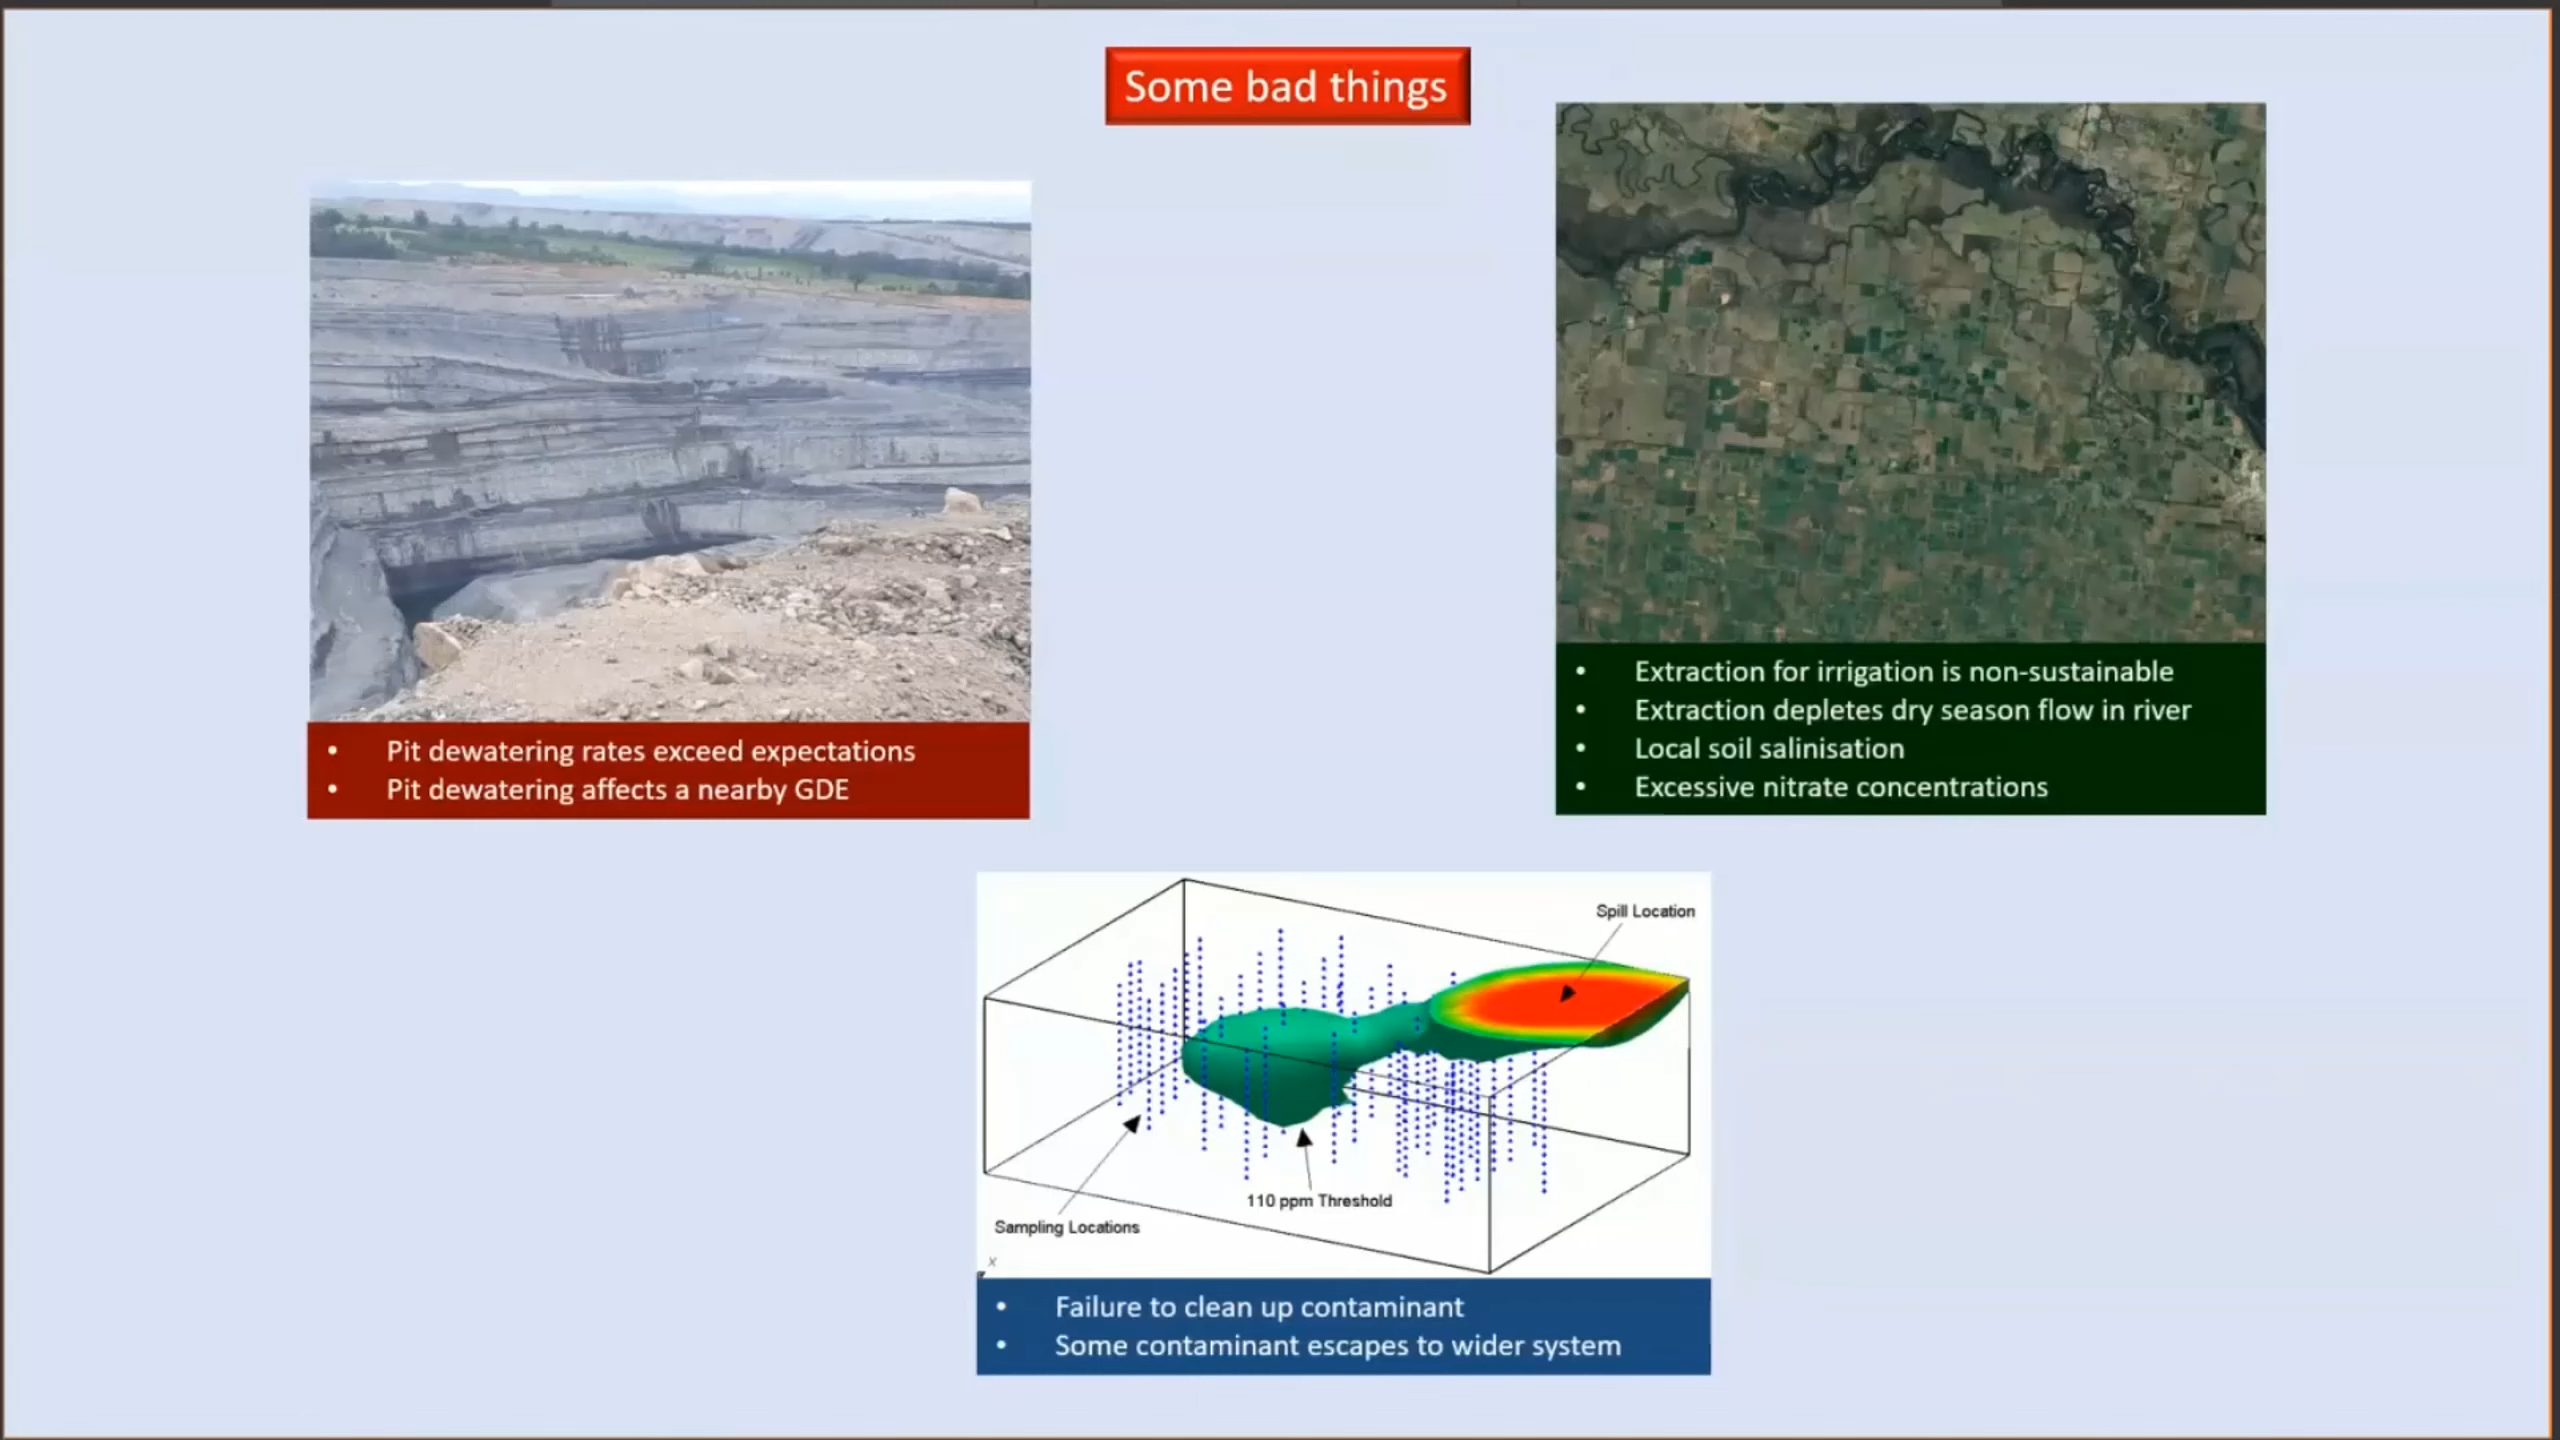 Some bad things
• Pit dewatering rates exceed expectations
• Pit dewatering affects a nearby GDE
• Extraction for irrigation is non-sustainable
• Extraction depletes dry season flow in river
• Local soil salinisation
• Excessive nitrate concentrations
Spill Location
110 ppm Threshold
Sampling Locations
X
• Failure to clean up contaminant
• Some contaminant escapes to wider system